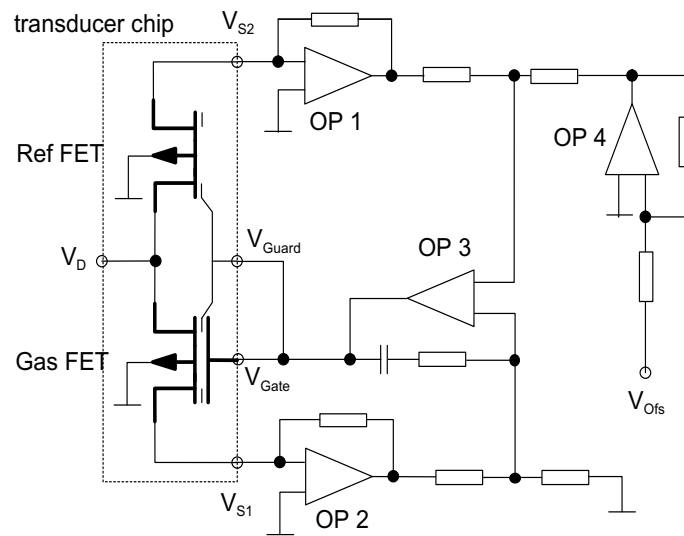 transducer chip
V_S2
OP 1
Ref FET
OP 4
V_D
V_Guard
OP 3
Gas FET
V_Gate
V_Ofs
V_S1
OP 2